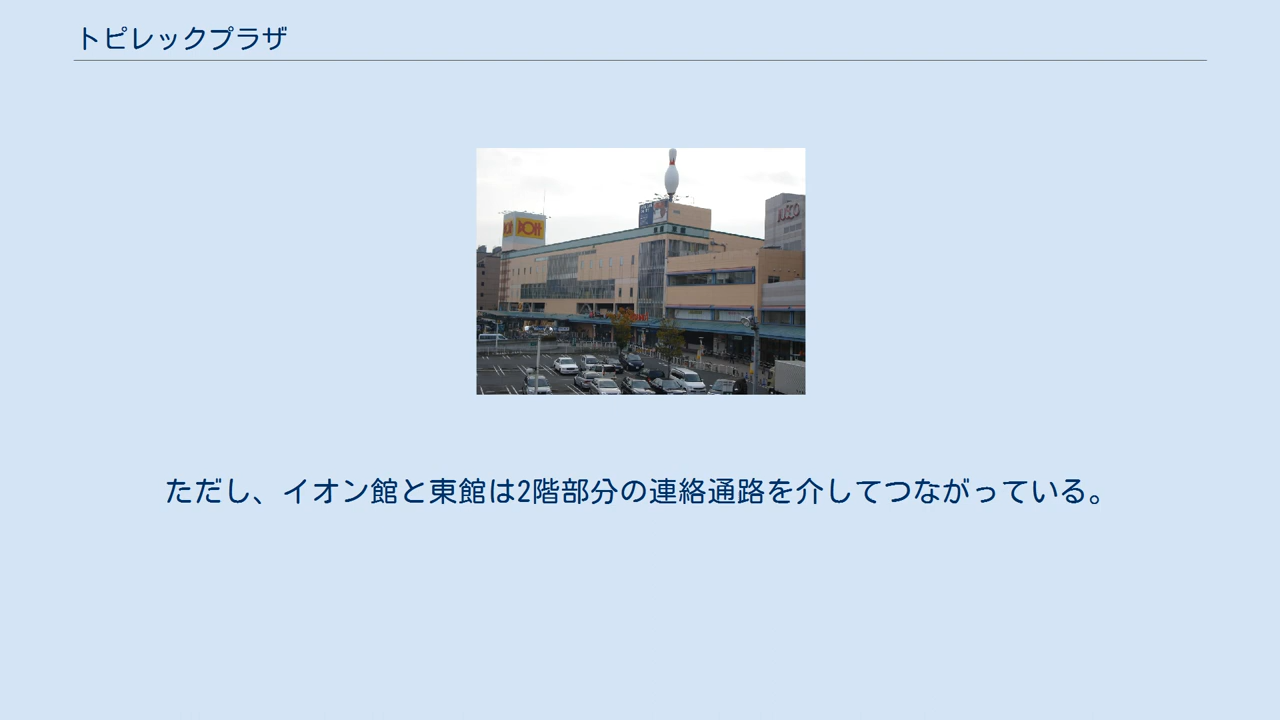 トピレックプラザ
JUSCO
ただし、イオン館と東館は2階部分の連絡通路を介してつながっている。